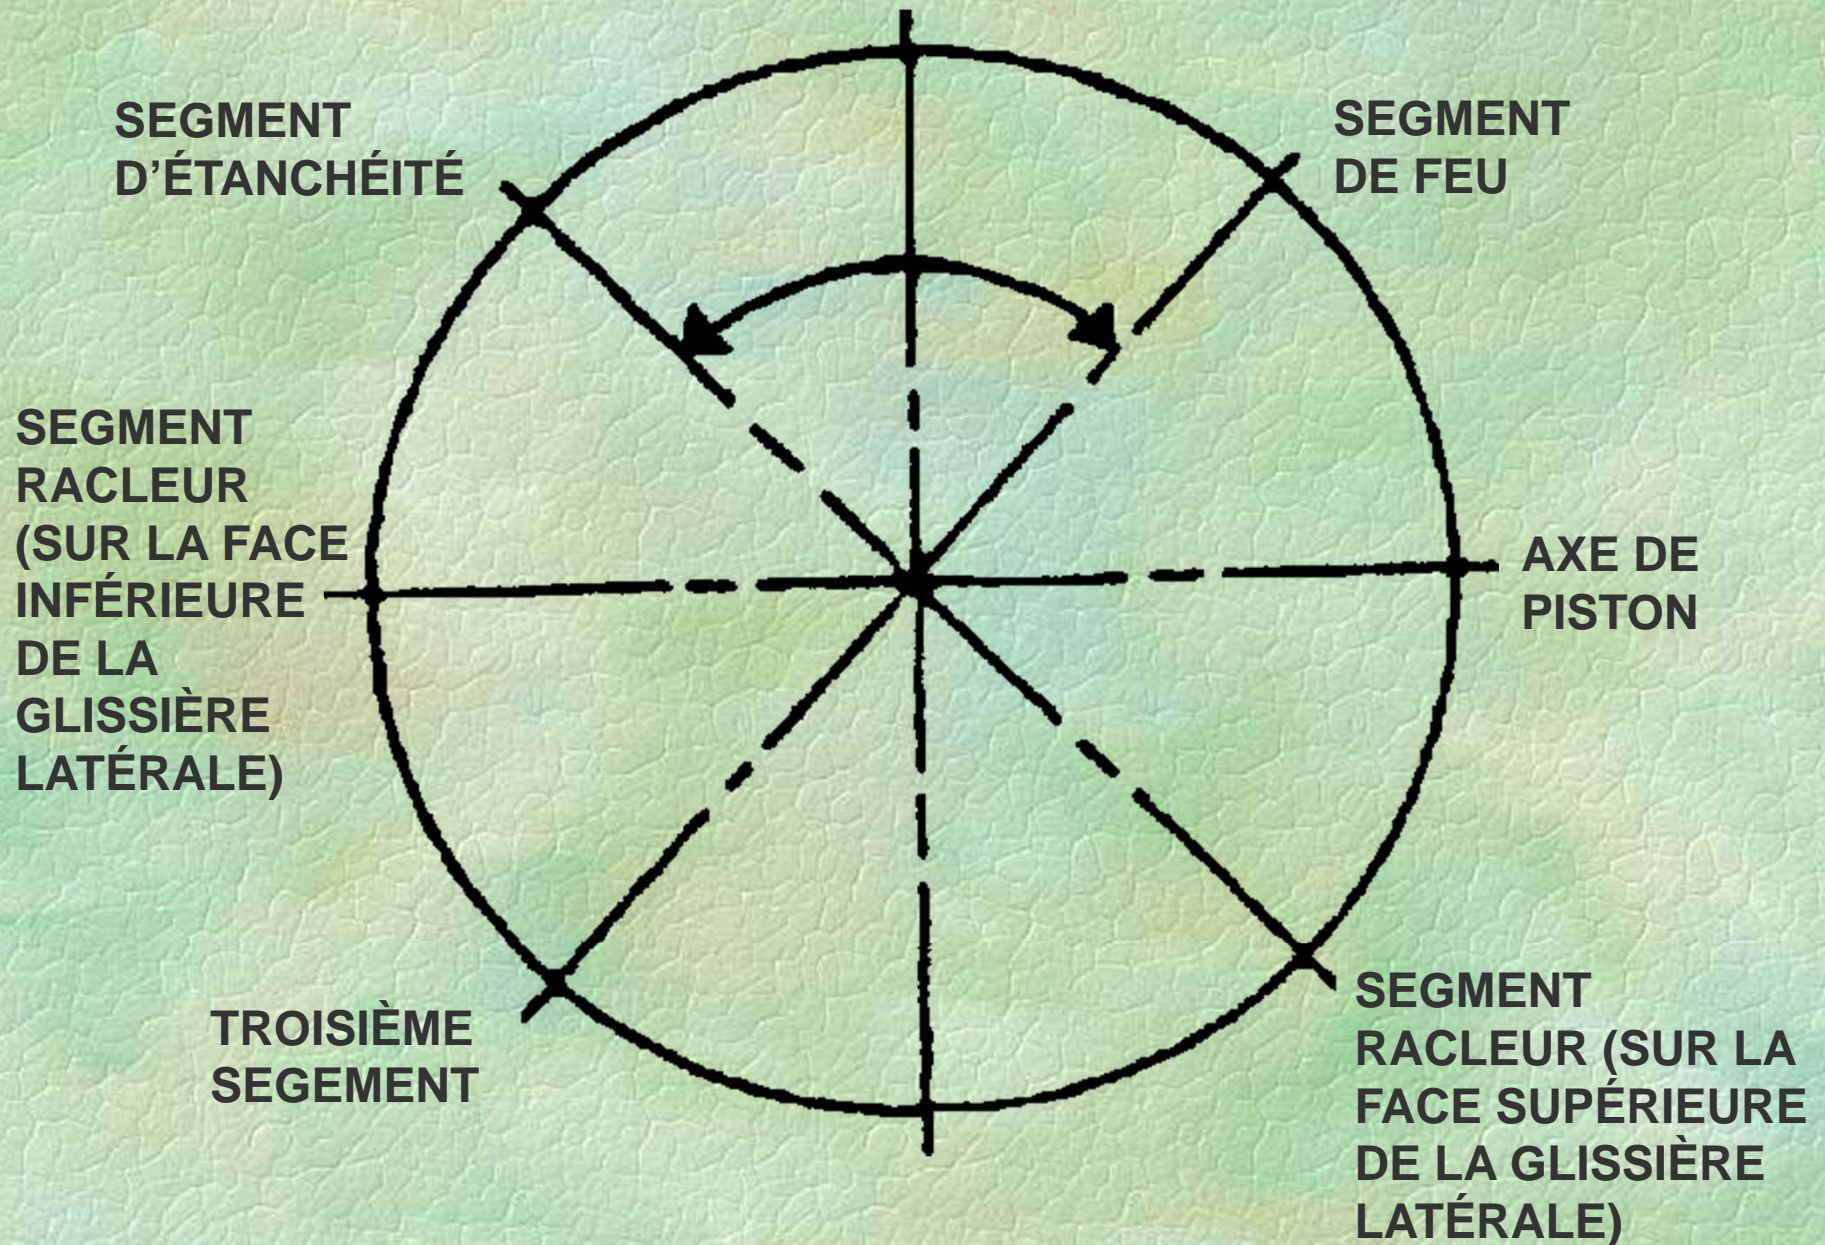 SEGMENT
D’ÉTANCHÉITÉ
SEGMENT
DE FEU
SEGMENT
RACLEUR
(SUR LA FACE
INFÉRIEURE
DE LA
GLISSIÈRE
LATÉRALE)
AXE DE
PISTON
TROISIÈME
SEGEMENT
SEGMENT
RACLEUR (SUR LA
FACE SUPÉRIEURE
DE LA GLISSIÈRE
LATÉRALE)